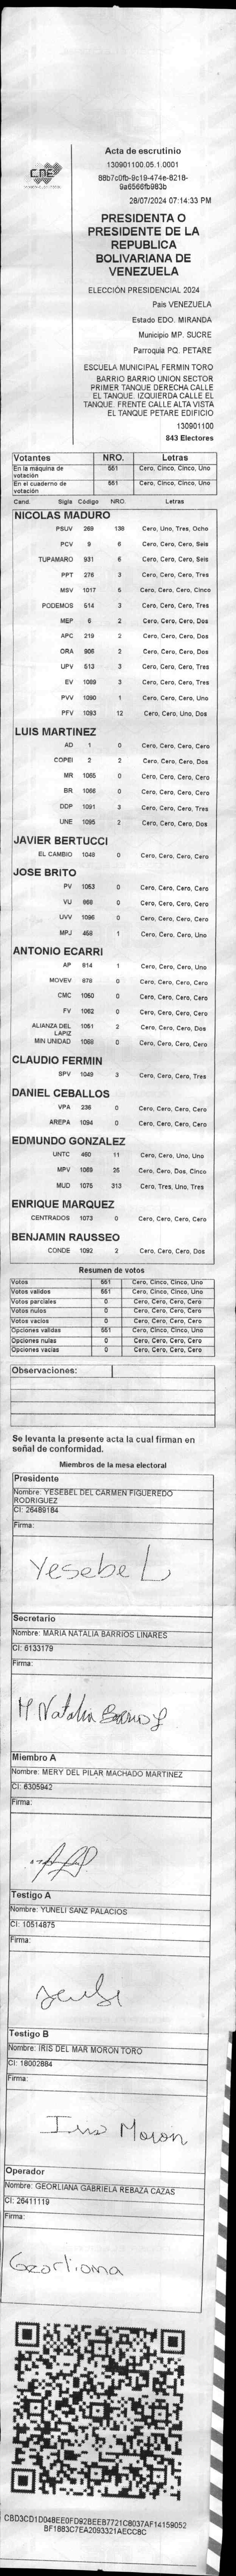 CNE
Acta de escrutinio
130901100.05.1.0001
88b7c0fb-9c19-474e-8218-
9a6566fb983b
28/07/2024 07:14:33 PM
PRESIDENTA O
PRESIDENTE DE LA
REPUBLICA
BOLIVARIANA DE
VENEZUELA
ELECCIÓN PRESIDENCIAL 2024
Pais VENEZUELA
Estado EDO. MIRANDA
Municipio MP. SUCRE
Parroquia PQ. PETARE
ESCUELA MUNICIPAL FERMIN TORO
BARRIO BARRIO UNION SECTOR
PRIMER TANQUE DERECHA CALLE
EL TANQUE. IZQUIERDA CALLE EL
TANQUE. FRENTE CALLE ALTA VISTA
EL TANQUE PETARE EDIFICIO
130901100
843 Electores
Votantes NRO. Letras
En la máquina de votación 551 Cero, Cinco, Cinco, Uno
En el cuaderno de votación 551 Cero, Cinco, Cinco, Uno
Cand. Sigla Código NRO. Letras
NICOLAS MADURO
PSUV 269 138 Cero, Uno, Tres, Ocho
PCV 9 6 Cero, Cero, Cero, Seis
TUPAMARO 931 6 Cero, Cero, Cero, Seis
PPT 276 3 Cero, Cero, Cero, Tres
MSV 1017 5 Cero, Cero, Cero, Cinco
PODEMOS 514 3 Cero, Cero, Cero, Tres
MEP 6 2 Cero, Cero, Cero, Dos
APC 219 2 Cero, Cero, Cero, Dos
ORA 906 2 Cero, Cero, Cero, Dos
UPV 513 3 Cero, Cero, Cero, Tres
EV 1089 3 Cero, Cero, Cero, Tres
PVV 1090 1 Cero, Cero, Cero, Uno
PFV 1093 12 Cero, Cero, Uno, Dos
LUIS MARTINEZ
AD 1 0 Cero, Cero, Cero, Cero
COPEI 2 2 Cero, Cero, Cero, Dos
MR 1065 0 Cero, Cero, Cero, Cero
BR 1066 0 Cero, Cero, Cero, Cero
DDP 1091 3 Cero, Cero, Cero, Tres
UNE 1095 2 Cero, Cero, Cero, Dos
JAVIER BERTUCCI
EL CAMBIO 1048 0 Cero, Cero, Cero, Cero
JOSE BRITO
PV 1053 0 Cero, Cero, Cero, Cero
VU 668 0 Cero, Cero, Cero, Cero
UVV 1086 0 Cero, Cero, Cero, Cero
MPJ 458 1 Cero, Cero, Cero, Uno
ANTONIO ECARRI
AP 914 1 Cero, Cero, Cero, Uno
MOVEV 878 0 Cero, Cero, Cero, Cero
CMC 1050 0 Cero, Cero, Cero, Cero
FV 1062 0 Cero, Cero, Cero, Cero
ALIANZA DEL LAPIZ 1051 2 Cero, Cero, Cero, Dos
MIN UNIDAD 1068 0 Cero, Cero, Cero, Cero
CLAUDIO FERMIN
SPV 1049 3 Cero, Cero, Cero, Tres
DANIEL CEBALLOS
VPA 236 0 Cero, Cero, Cero, Cero
AREPA 1094 0 Cero, Cero, Cero, Cero
EDMUNDO GONZALEZ
UNTC 460 11 Cero, Cero, Uno, Uno
MPV 1069 25 Cero, Cero, Dos, Cinco
MUD 1075 313 Cero, Tres, Uno, Tres
ENRIQUE MARQUEZ
CENTRADOS 1073 0 Cero, Cero, Cero, Cero
BENJAMIN RAUSSEO
CONDE 1092 2 Cero, Cero, Cero, Dos
Resumen de votos
Votos 551 Cero, Cinco, Cinco, Uno
Votos validos 551 Cero, Cinco, Cinco, Uno
Votos parciales 0 Cero, Cero, Cero, Cero
Votos nulos 0 Cero, Cero, Cero, Cero
Votos vacios 0 Cero, Cero, Cero, Cero
Opciones validas 551 Cero, Cinco, Cinco, Uno
Opciones nulas 0 Cero, Cero, Cero, Cero
Opciones vacias 0 Cero, Cero, Cero, Cero
Observaciones:
Se levanta la presente acta la cual firman en
señal de conformidad.
Miembros de la mesa electoral
Presidente
Nombre: YESEBEL DEL CARMEN FIGUEREDO
RODRIGUEZ
CI: 26489184
Firma:
Yesebel
Secretario
Nombre: MARIA NATALIA BARRIOS LINARES
CI: 6133179
Firma:
M Natalia Barrios L
Miembro A
Nombre: MERY DEL PILAR MACHADO MARTINEZ
CI: 6305942
Firma:
Testigo A
Nombre: YUNELI SANZ PALACIOS
CI: 10514875
Firma:
Testigo B
Nombre: IRIS DEL MAR MORON TORO
CI: 18002884
Firma:
Iris Moron
Operador
Nombre: GEORLIANA GABRIELA REBAZA CAZAS
CI: 26411119
Firma:
Georliana
CBD3CD1D048EE0FD92BEEB7721C8037AF14159052
BF1883C7EA2093321AECC8C